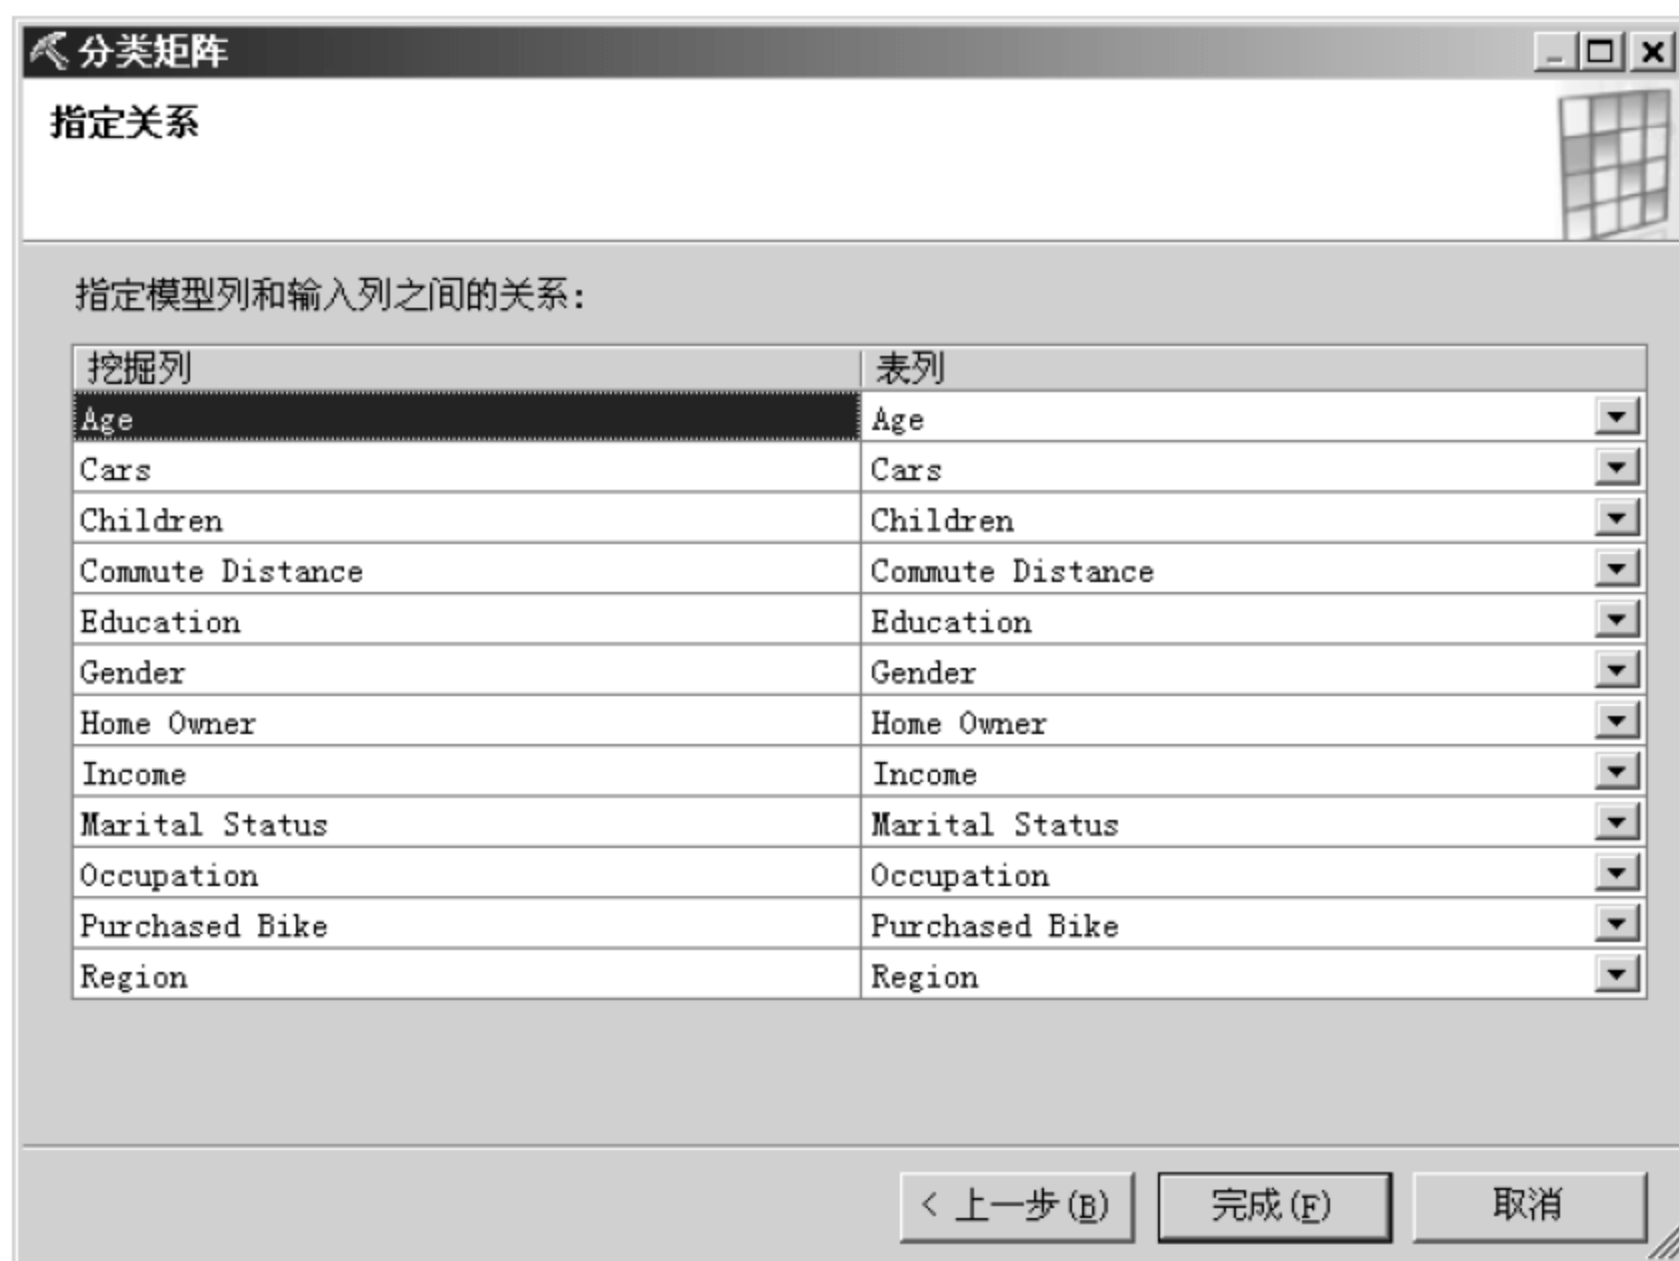 分类矩阵
指定关系
指定模型列和输入列之间的关系:
挖掘列 表列
Age Age
Cars Cars
Children Children
Commute Distance Commute Distance
Education Education
Gender Gender
Home Owner Home Owner
Income Income
Marital Status Marital Status
Occupation Occupation
Purchased Bike Purchased Bike
Region Region
< 上一步(B) 完成(F) 取消